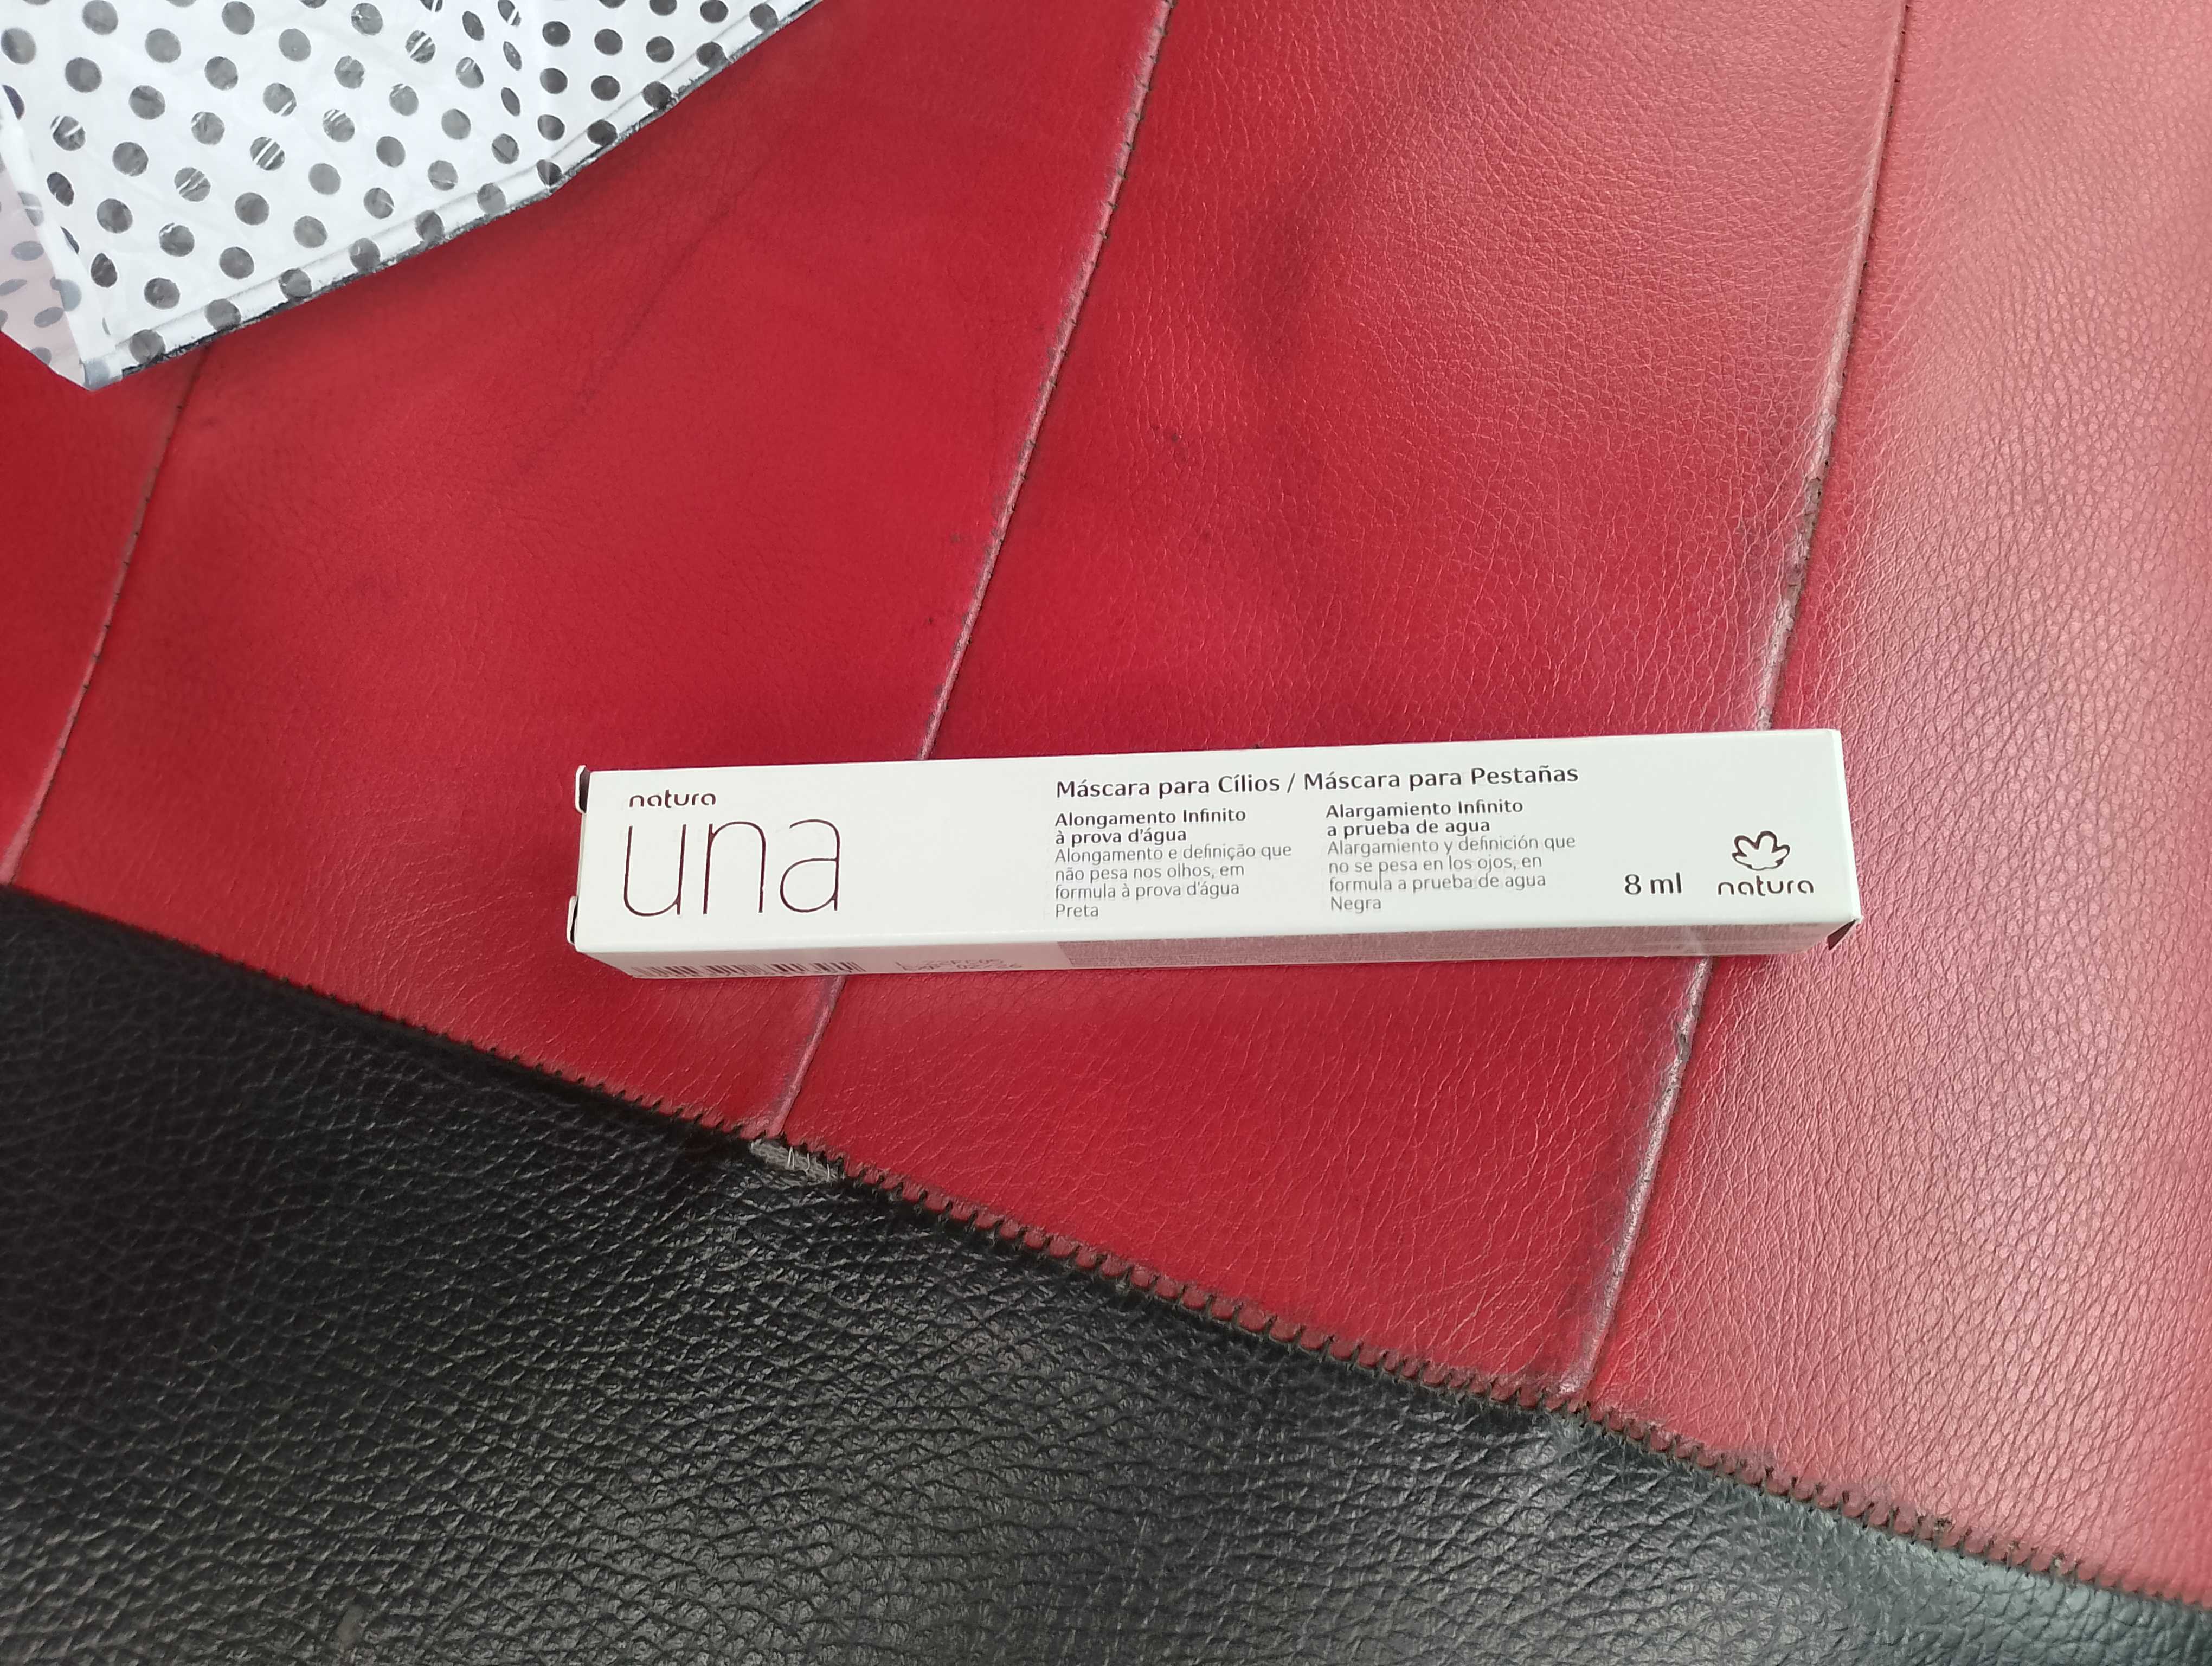 natura
una
Máscara para Cílios / Máscara para Pestañas
Alongamento Infinito
à prova d'água
Alongamento e definição que
não pesa nos olhos, em
formula à prova d'água
Preta
Alargamiento Infinito
a prueba de agua
Alargamiento y definición que
no se pesa en los ojos, en
formula a prueba de agua
Negra
8 ml
natura